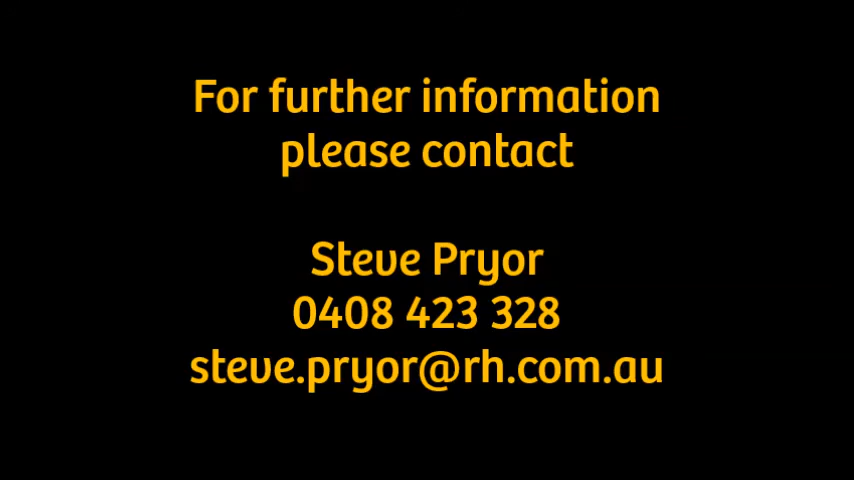 For further information
please contact
Steve Pryor
0408 423 328
steve.pryor@rh.com.au